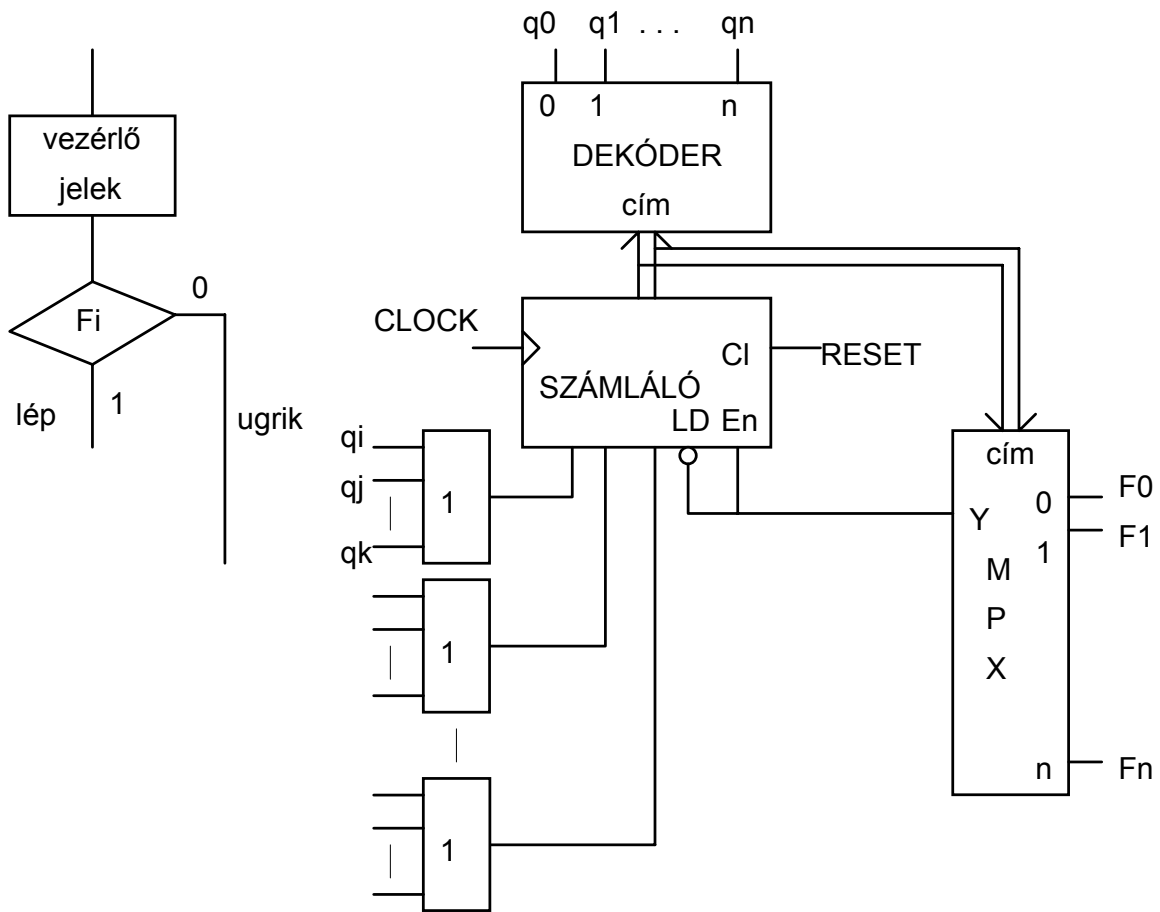 q0 q1 . . . qn
0 1 n
DEKÓDER
cím
vezérlő
jelek
0
Fi
1
lép
ugrik
CLOCK
Cl
RESET
SZÁMLÁLÓ
LD En
qi
qj
qk
1
1
1
cím
Y
0
F0
1
F1
M
P
X
n
Fn